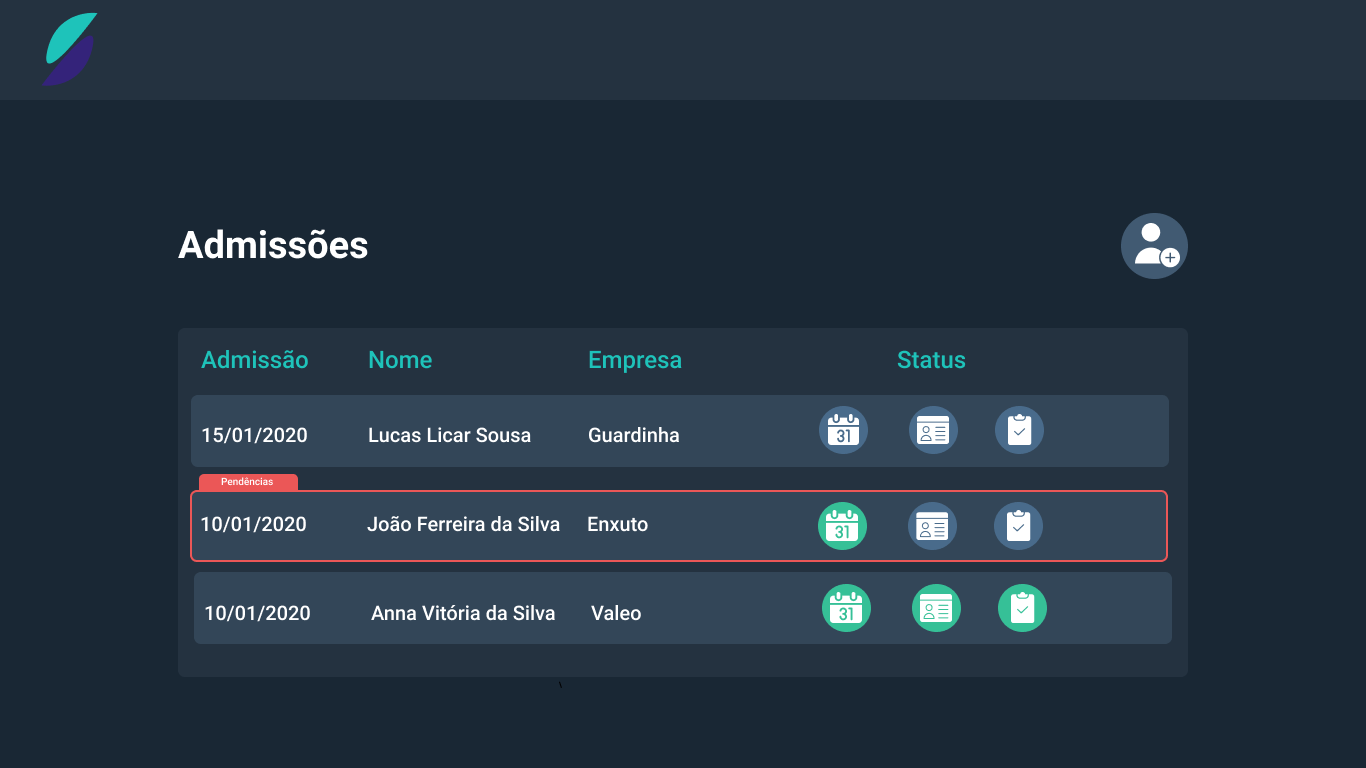 Admissões
Admissão Nome Empresa Status
15/01/2020 Lucas Licar Sousa Guardinha 31
Pendências
10/01/2020 João Ferreira da Silva Enxuto 31
10/01/2020 Anna Vitória da Silva Valeo 31